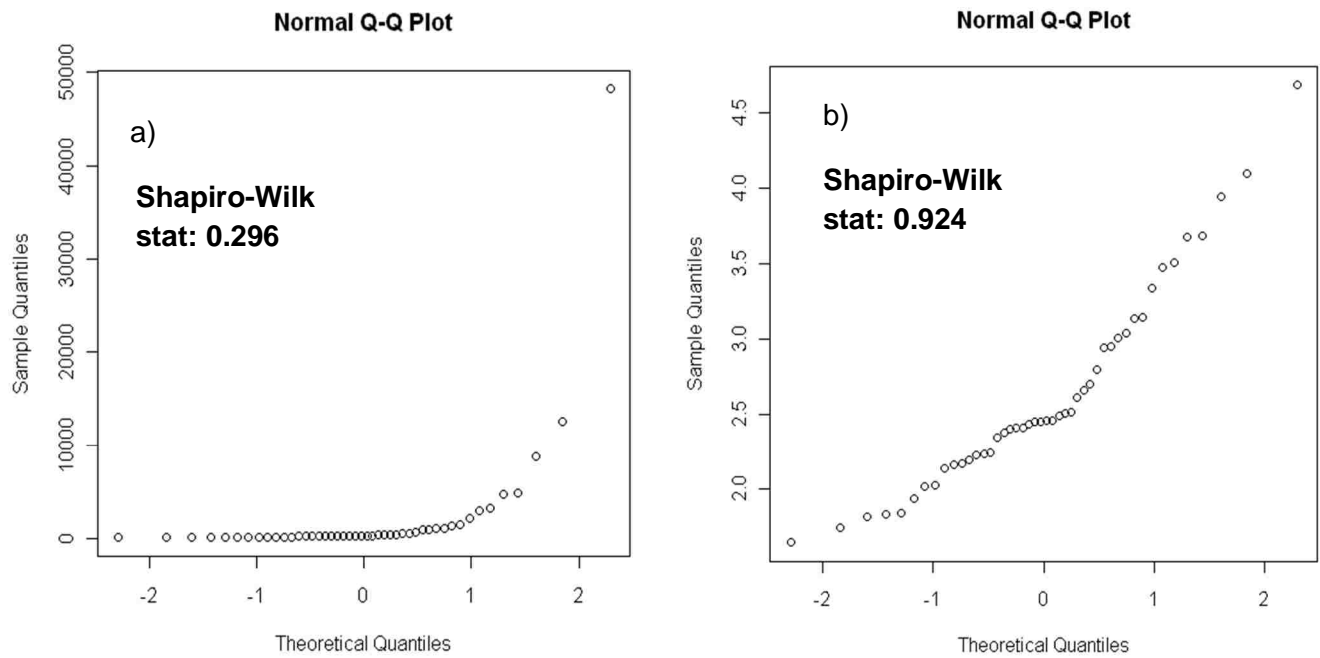 Normal Q-Q Plot
a)
Shapiro-Wilk
stat: 0.296
Sample Quantiles
50000
40000
30000
20000
10000
0
-2
-1
0
1
2
Theoretical Quantiles
Normal Q-Q Plot
b)
Shapiro-Wilk
stat: 0.924
Sample Quantiles
4.5
4.0
3.5
3.0
2.5
2.0
-2
-1
0
1
2
Theoretical Quantiles